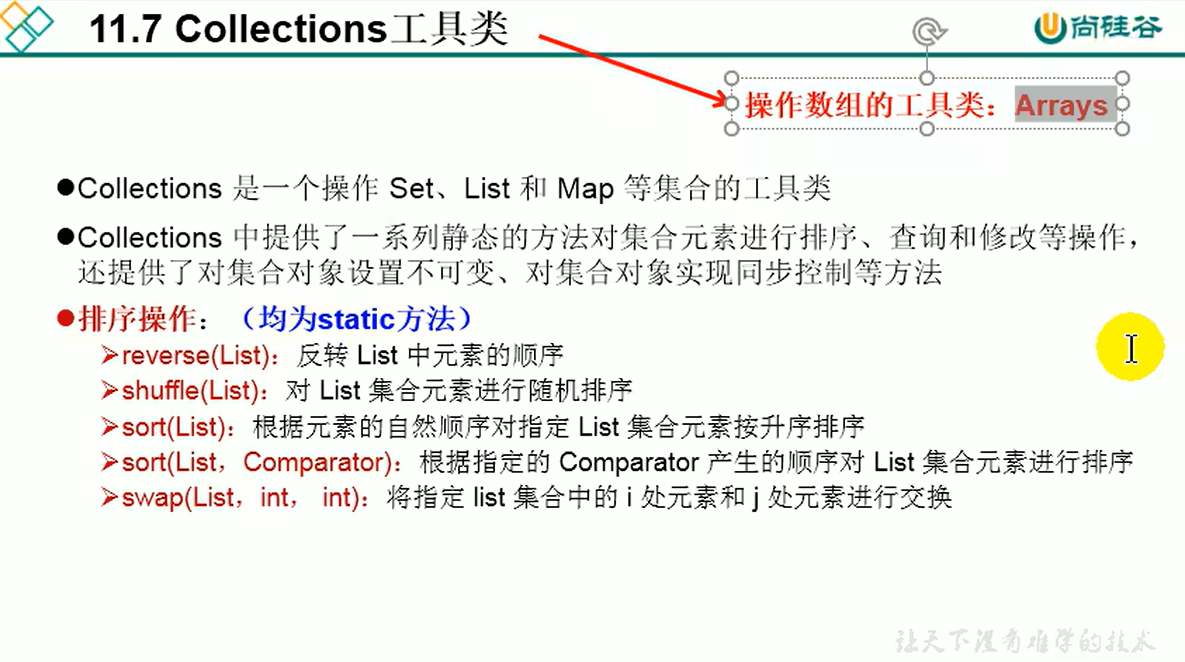 11.7 Collections工具类
尚硅谷
操作数组的工具类：Arrays
●Collections 是一个操作 Set、List 和 Map 等集合的工具类
●Collections 中提供了一系列静态的方法对集合元素进行排序、查询和修改等操作，
还提供了对集合对象设置不可变、对集合对象实现同步控制等方法
●排序操作：（均为static方法）
➢reverse(List)：反转 List 中元素的顺序
➢shuffle(List)：对 List 集合元素进行随机排序
➢sort(List)：根据元素的自然顺序对指定 List 集合元素按升序排序
➢sort(List，Comparator)：根据指定的 Comparator 产生的顺序对 List 集合元素进行排序
➢swap(List，int， int)：将指定 list 集合中的 i 处元素和 j 处元素进行交换
让天下没有难学的技术